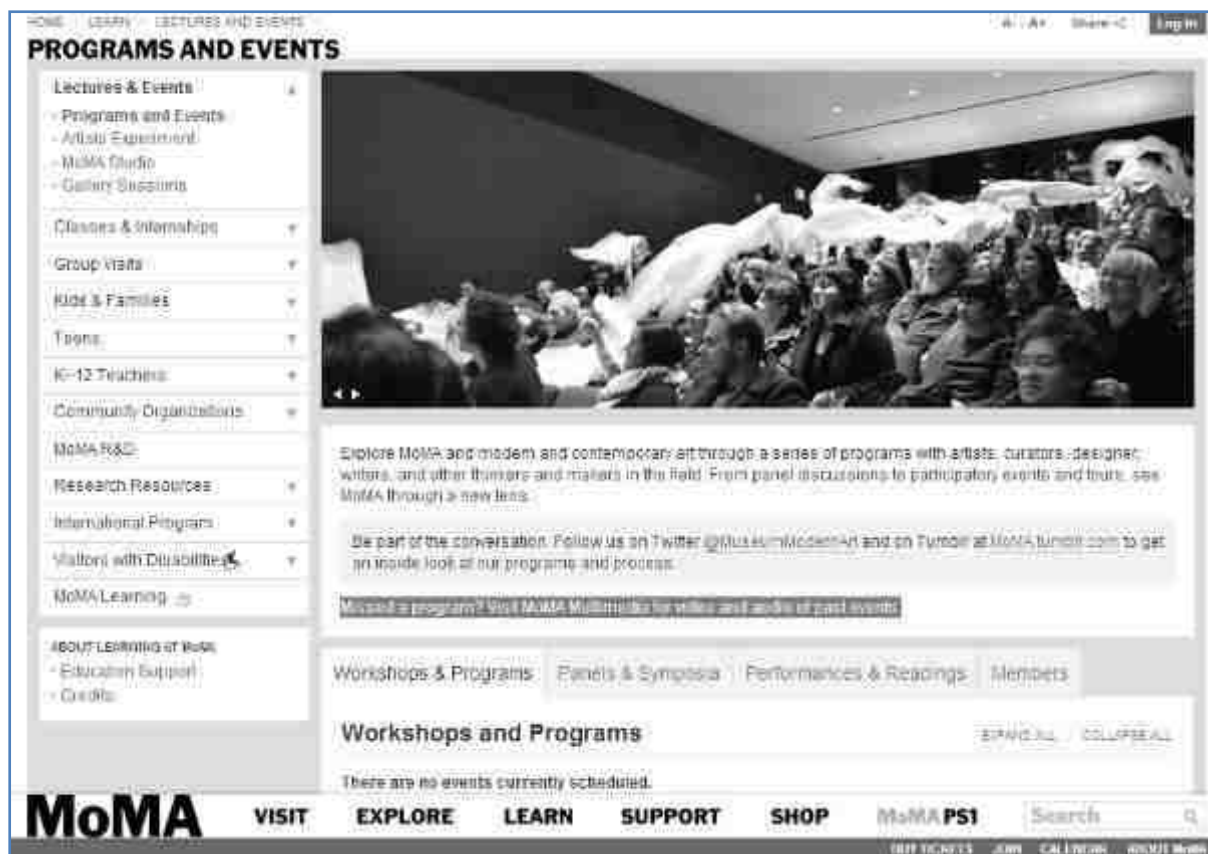 HOME LEARN LECTURES AND EVENTS
A- A+ Share Log in
PROGRAMS AND EVENTS
Lectures & Events
- Programs and Events
- Artists Experiment
- MoMA Studio
- Gallery Sessions
Classes & Internships
Group Visits
Kids & Families
Teens
K–12 Teachers
Community Organizations
MoMA R&D
Research Resources
International Program
Visitors with Disabilities
MoMA Learning
ABOUT LEARNING AT MoMA
- Education Support
- Credits
Explore MoMA and modern and contemporary art through a series of programs with artists, curators, designer,
writers, and other thinkers and makers in the field. From panel discussions to participatory events and tours, see
MoMA through a new lens.
Be part of the conversation. Follow us on Twitter @MuseumModernArt and on Tumblr at MoMA.tumblr.com to get
an inside look at our programs and process.
Missed a program? Visit MoMA Multimedia for video and audio of past events.
Workshops & Programs Panels & Symposia Performances & Readings Members
Workshops and Programs
EXPAND ALL COLLAPSE ALL
There are no events currently scheduled.
MoMA VISIT EXPLORE LEARN SUPPORT SHOP MoMA PS1 Search
BUY TICKETS JOIN CALENDAR ABOUT MoMA